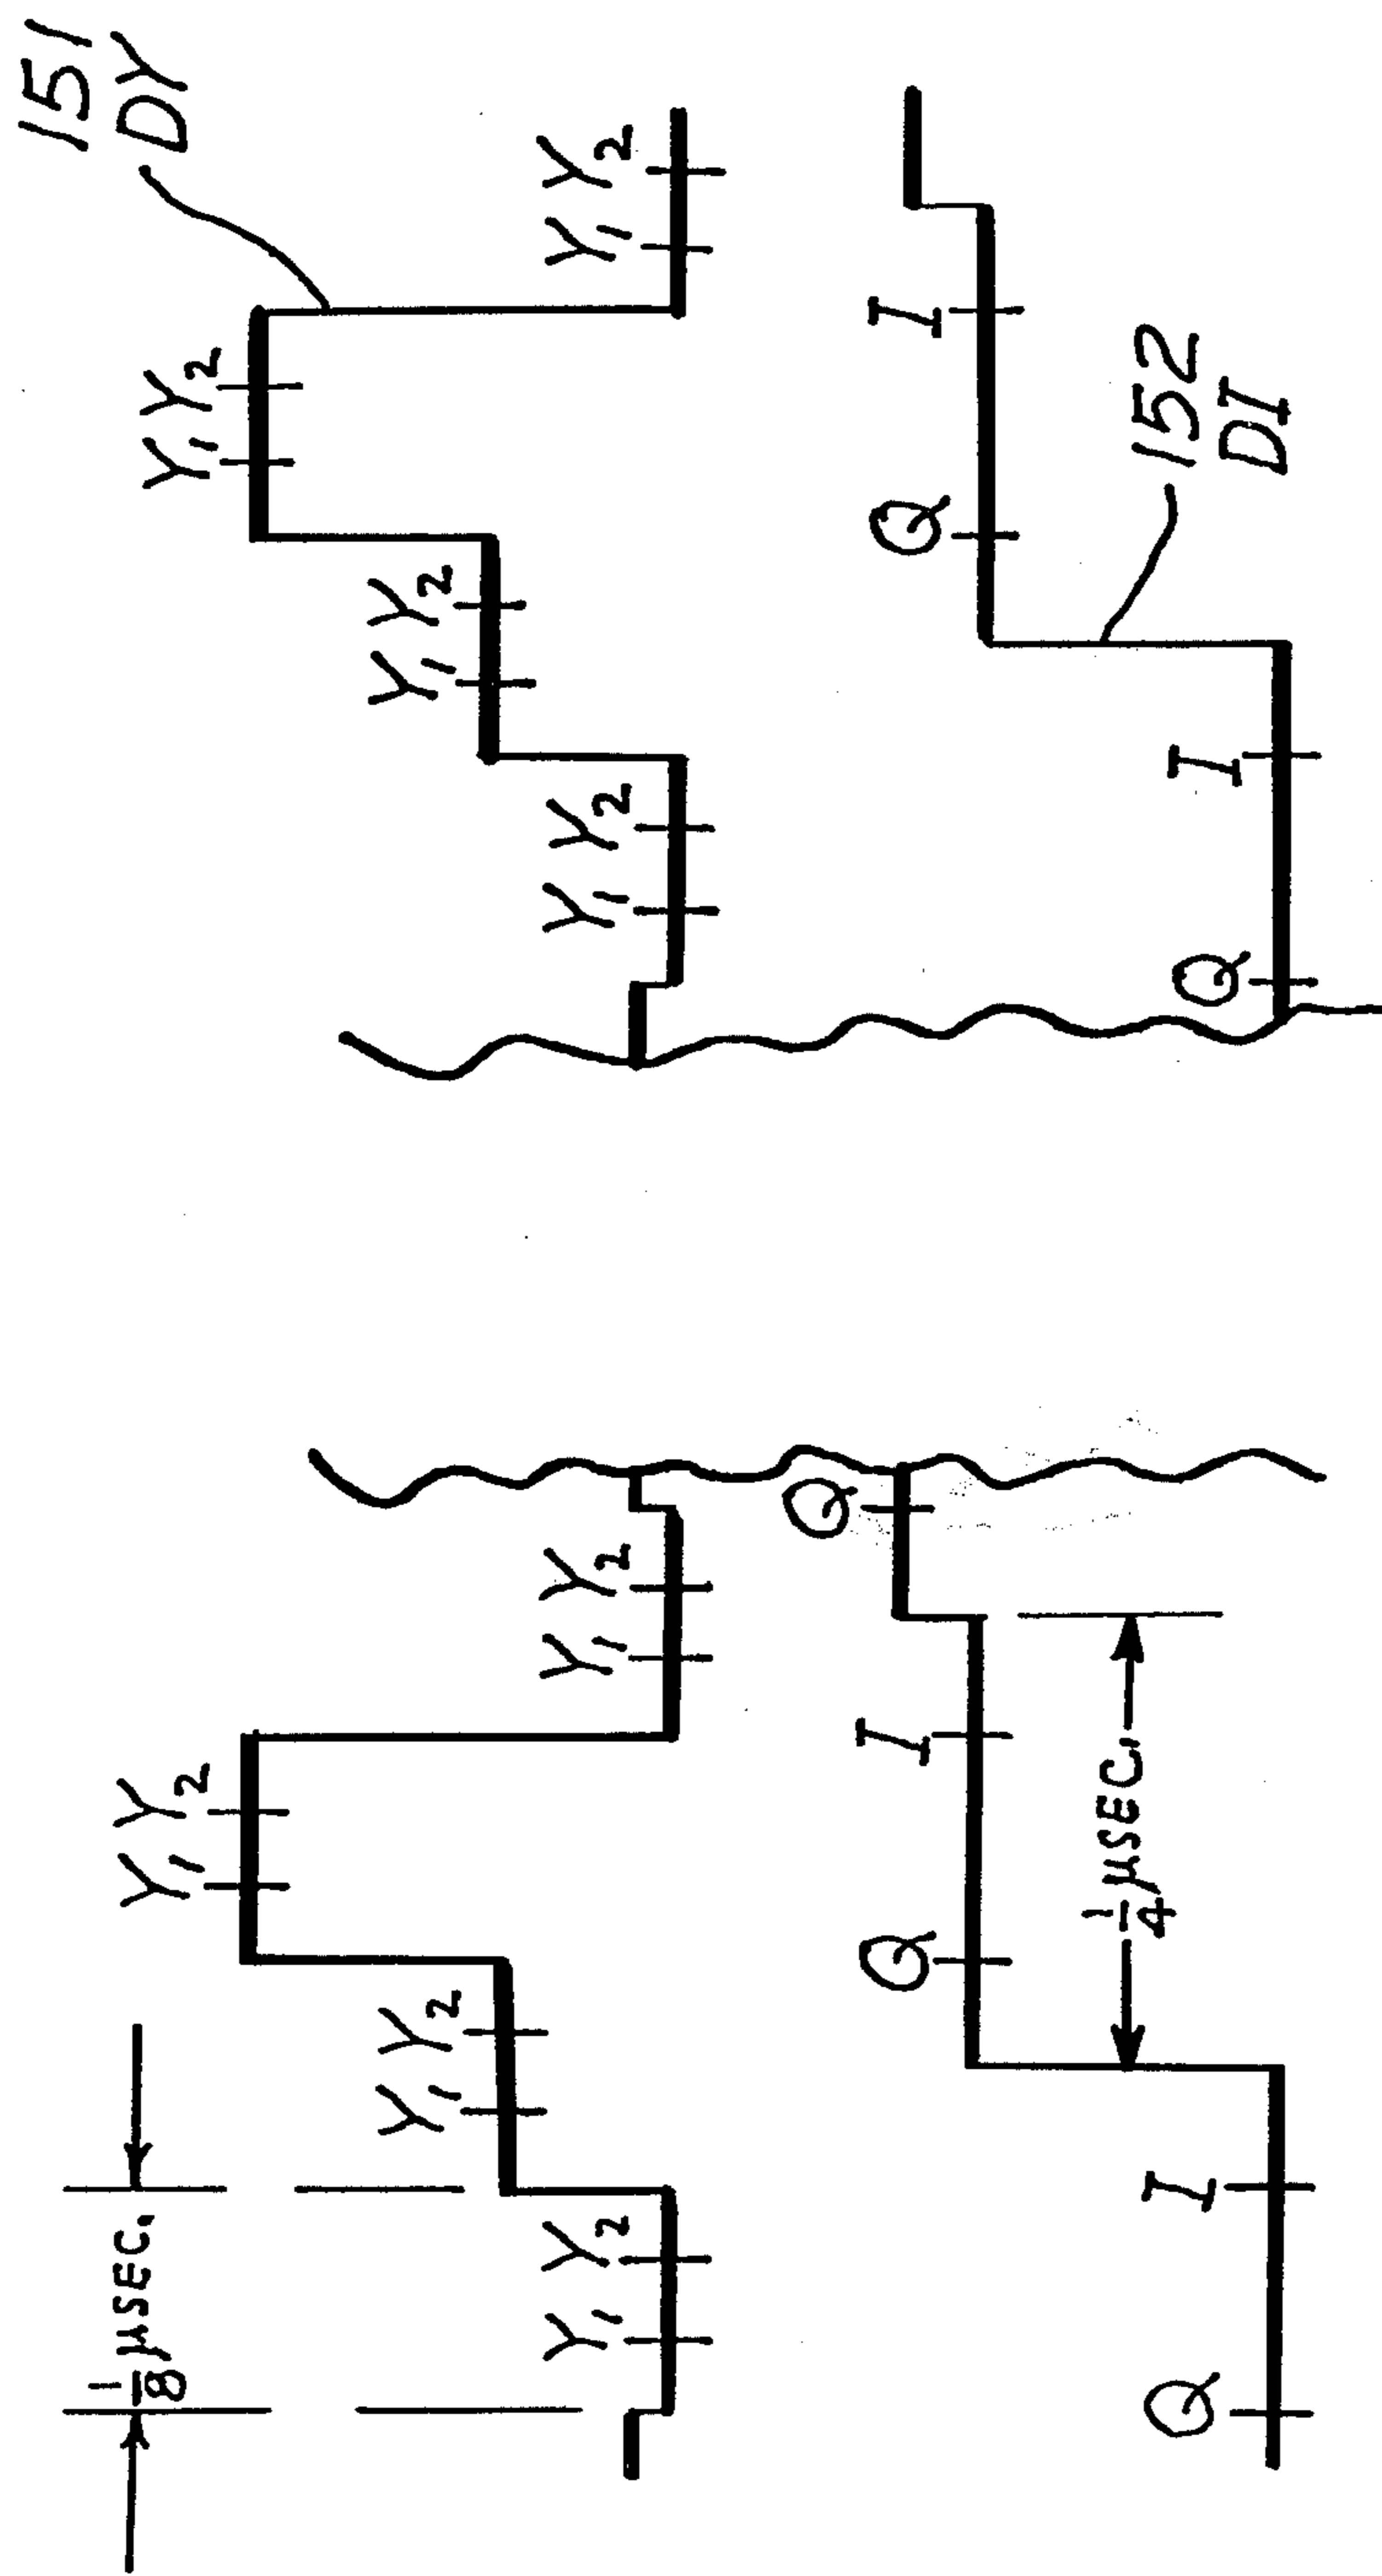 151
DY
1/8 μSEC.
Y₁ Y₂
Y₁ Y₂
Y₁ Y₂
Y₁ Y₂
Y₁ Y₂
Y₁ Y₂
Y₁ Y₂
Y₁ Y₂
Q
Q I
Q I
1/4 μSEC.
152
DI
Q I
Q I